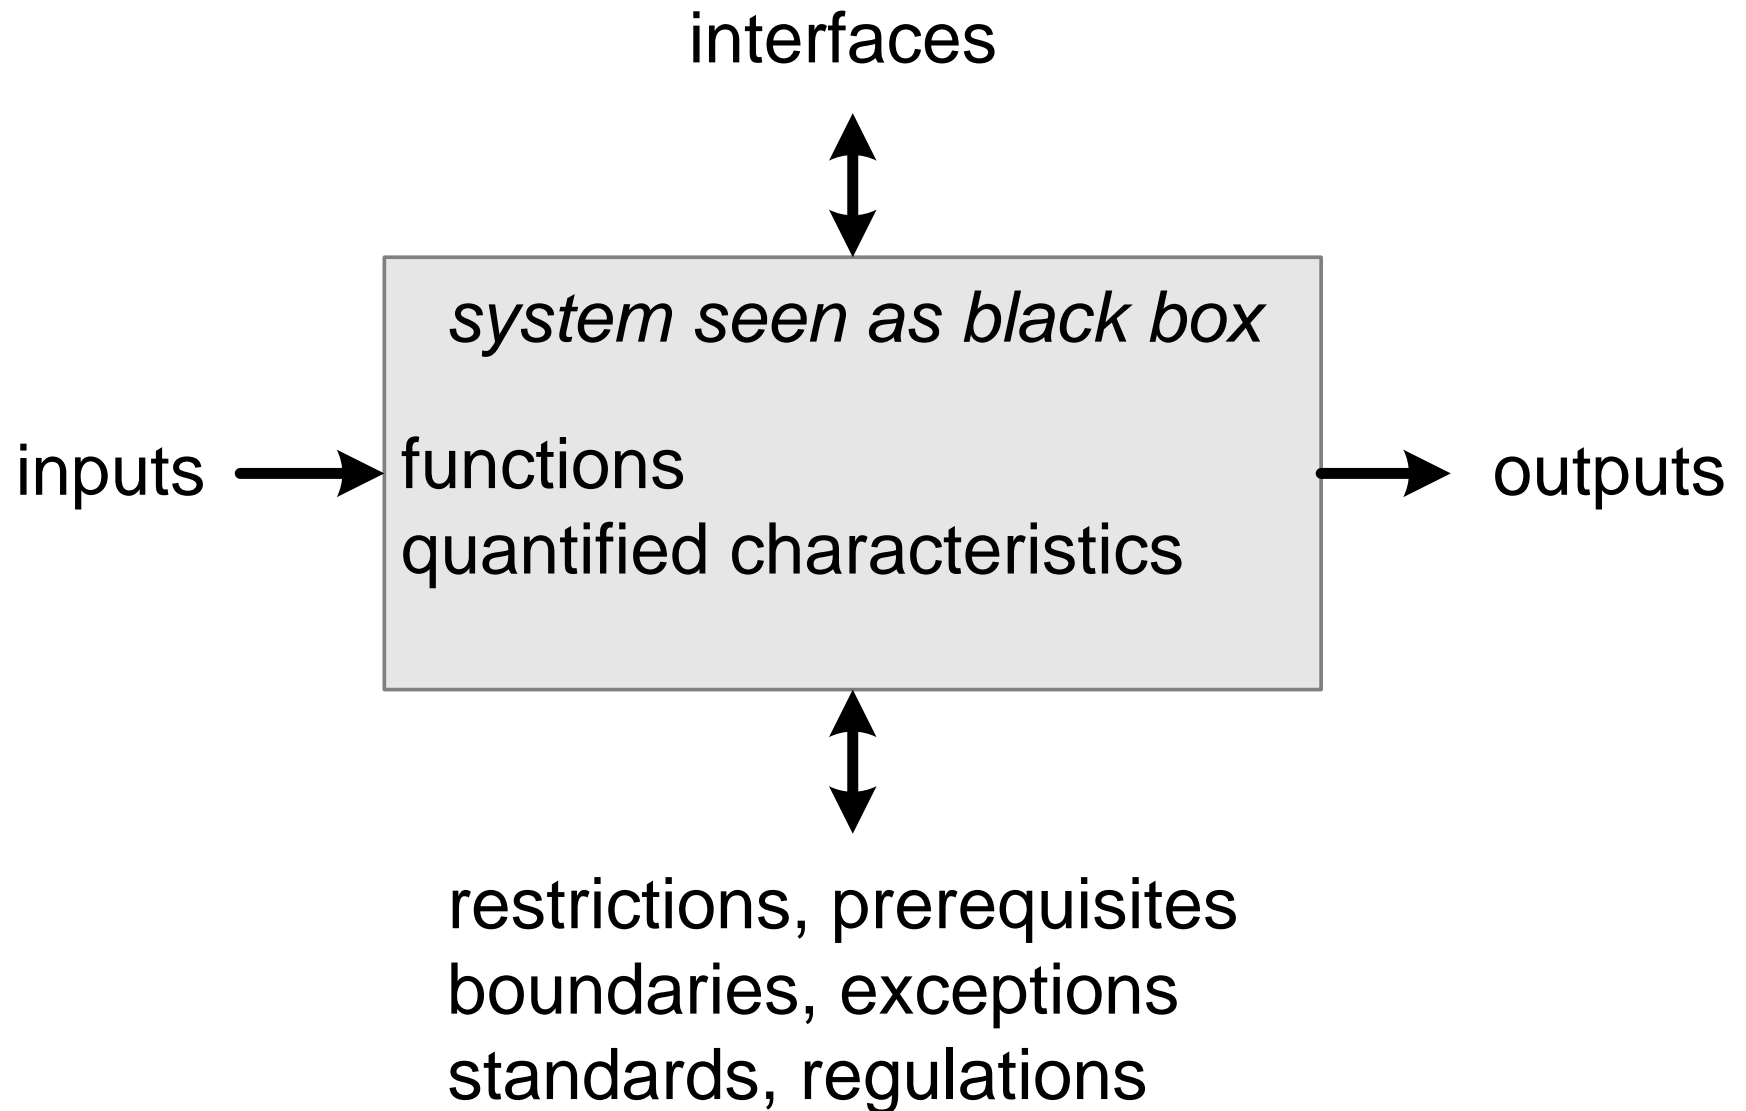 interfaces
system seen as black box
inputs
functions
quantified characteristics
outputs
restrictions, prerequisites
boundaries, exceptions
standards, regulations